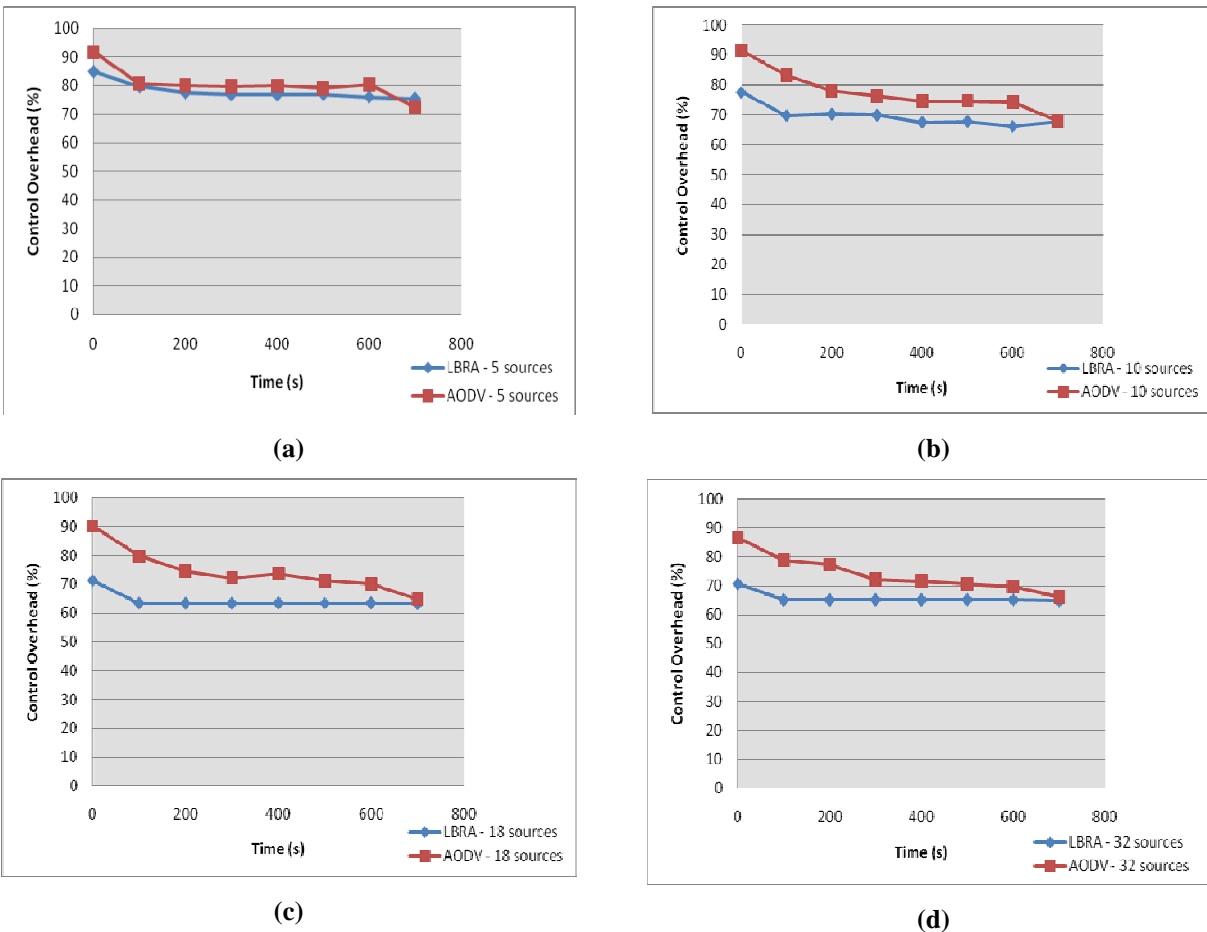 100
90
80
70
60
50
40
30
20
10
0
Control Overhead (%)
0 200 400 600 800
Time (s)
LBRA - 5 sources
AODV - 5 sources
(a)
100
90
80
70
60
50
40
30
20
10
0
Control Overhead (%)
0 200 400 600 800
Time (s)
LBRA - 10 sources
AODV - 10 sources
(b)
100
90
80
70
60
50
40
30
20
10
0
Control Overhead (%)
0 200 400 600 800
Time (s)
LBRA - 18 sources
AODV - 18 sources
(c)
100
90
80
70
60
50
40
30
20
10
0
Control Overhead (%)
0 200 400 600 800
Time (s)
LBRA - 32 sources
AODV - 32 sources
(d)